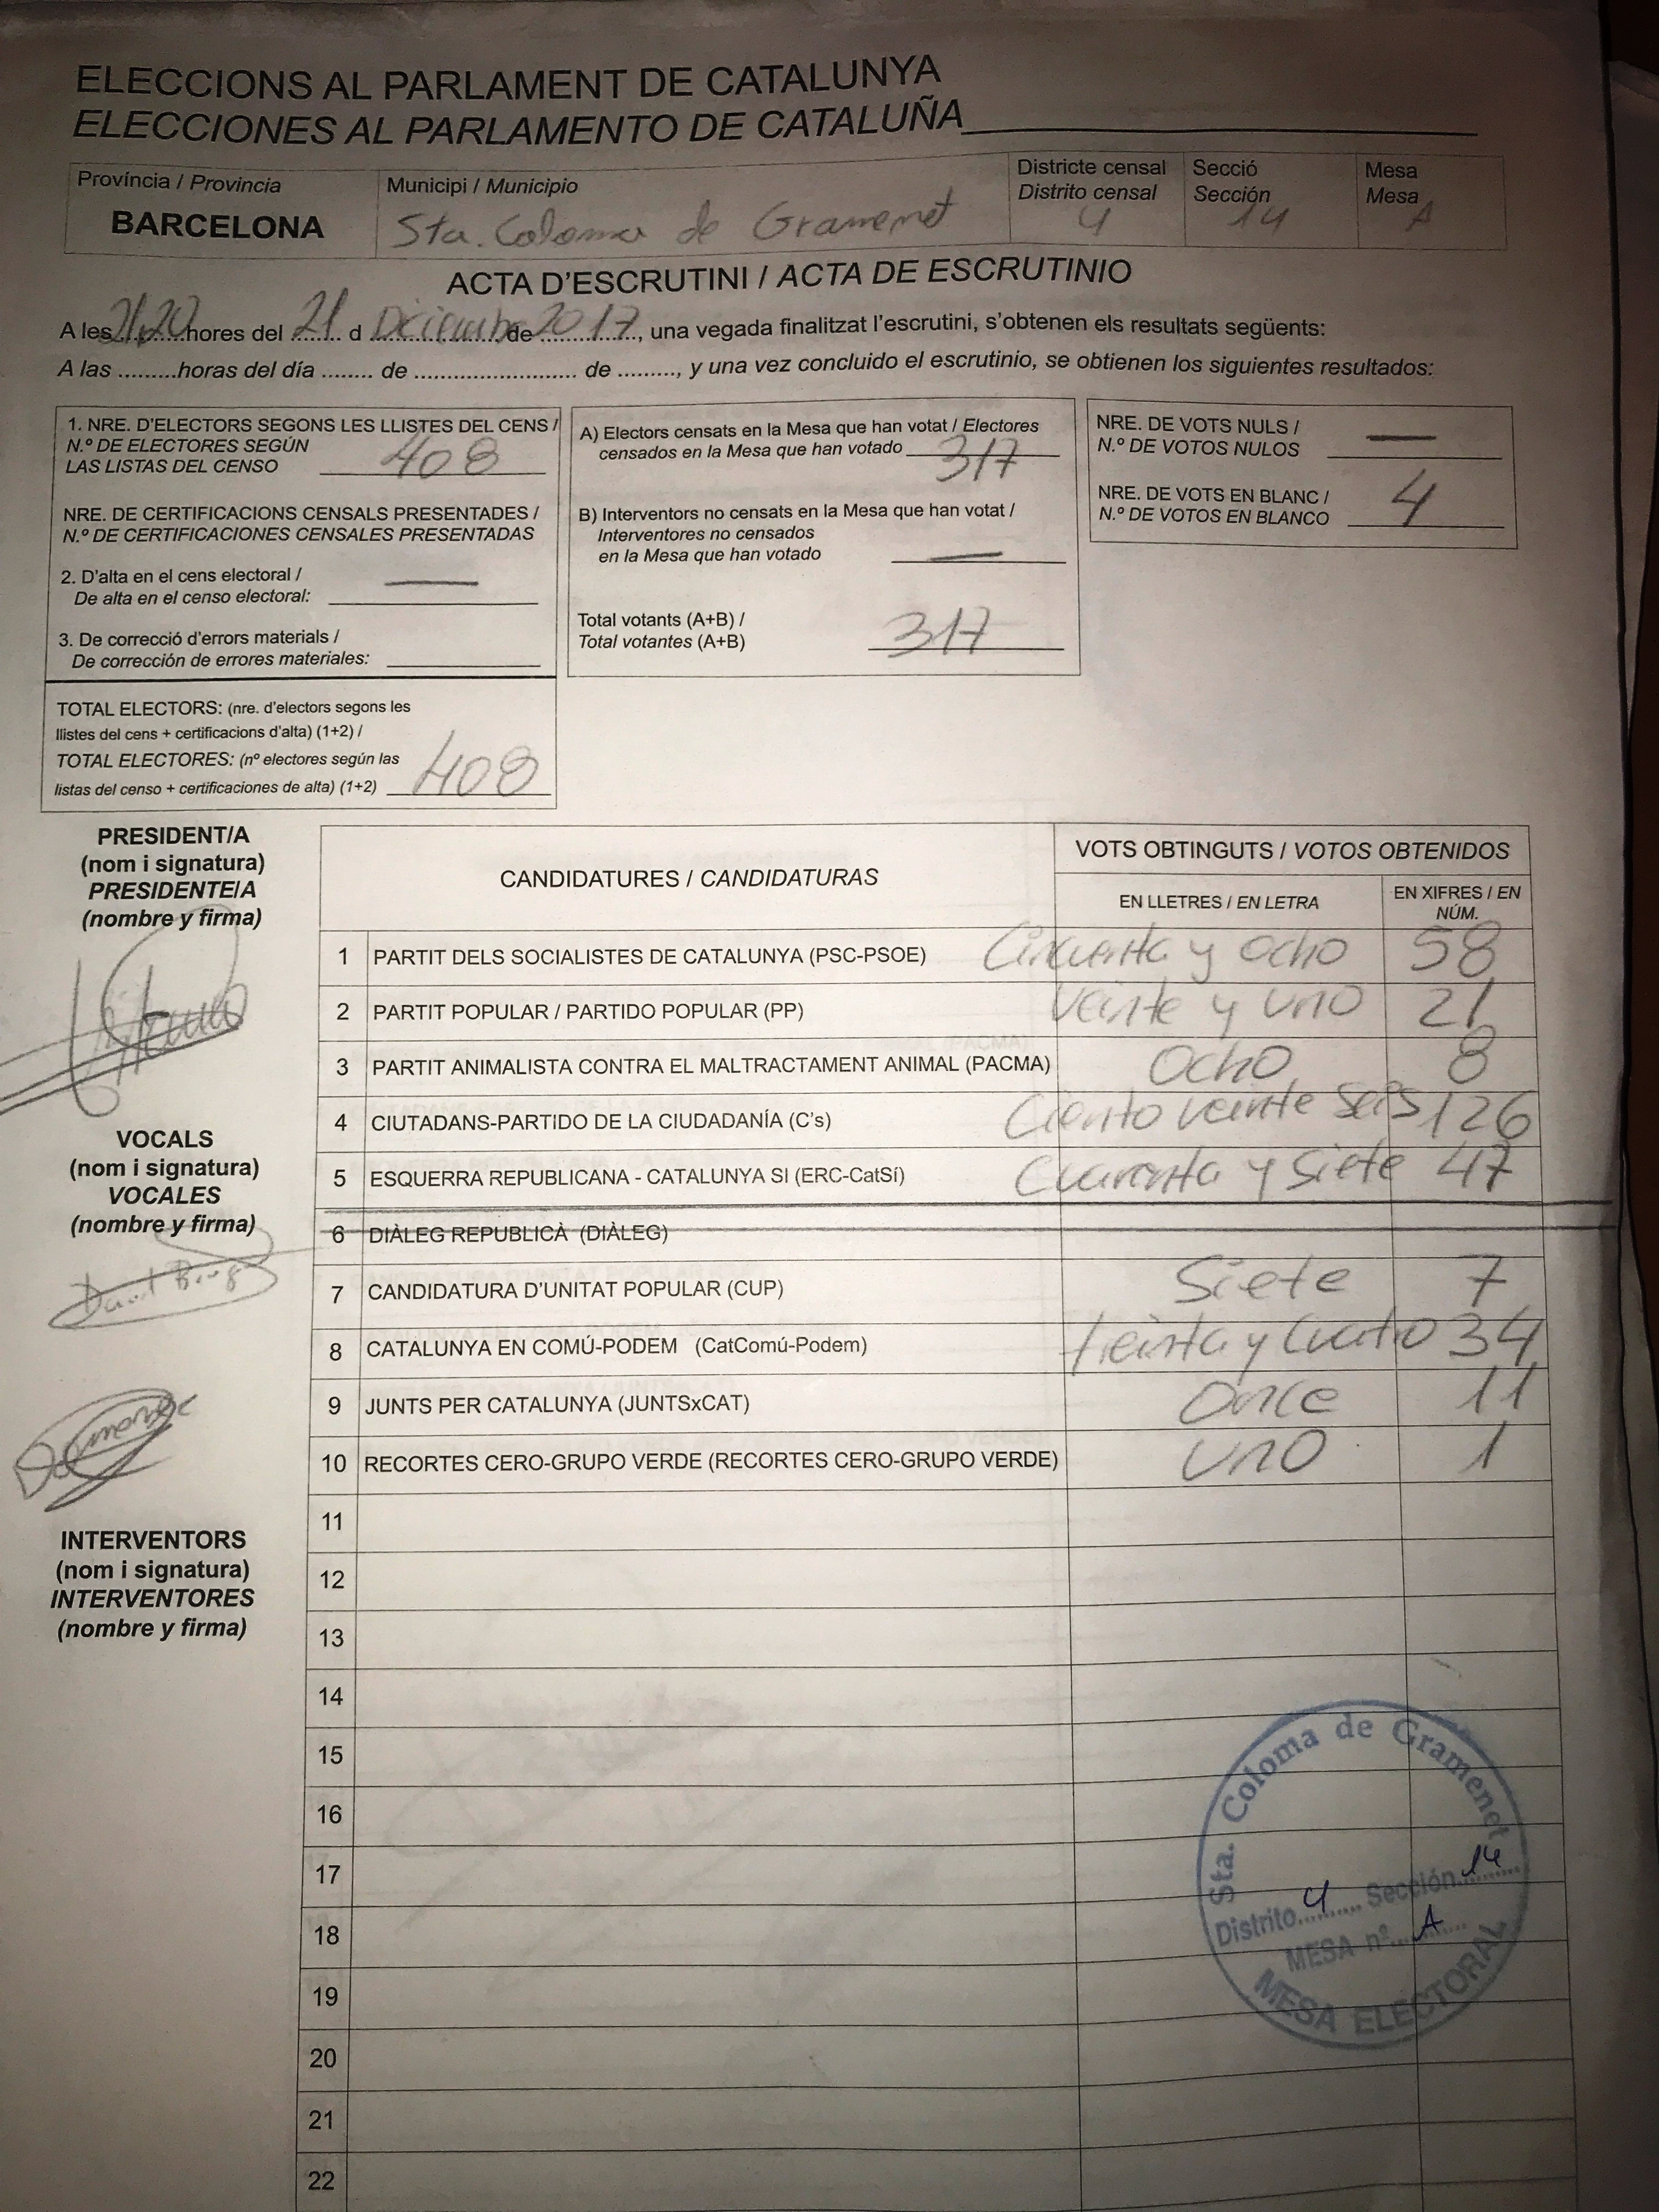 ELECCIONS AL PARLAMENT DE CATALUNYA
ELECCIONES AL PARLAMENTO DE CATALUÑA
Província / Provincia
BARCELONA
Municipi / Municipio
Sta. Coloma de Gramenet
Districte censal
Distrito censal
4
Secció
Sección
14
Mesa
Mesa
A
ACTA D'ESCRUTINI / ACTA DE ESCRUTINIO
A les 21,20 hores del 21 d Diciembre de 2017, una vegada finalitzat l'escrutini, s'obtenen els resultats següents:
A las .........horas del día ........ de .......................... de ........., y una vez concluido el escrutinio, se obtienen los siguientes resultados:
1. NRE. D'ELECTORS SEGONS LES LLISTES DEL CENS /
N.º DE ELECTORES SEGÚN
LAS LISTAS DEL CENSO 408
NRE. DE CERTIFICACIONS CENSALS PRESENTADES /
N.º DE CERTIFICACIONES CENSALES PRESENTADAS
2. D'alta en el cens electoral /
De alta en el censo electoral: —
3. De correcció d'errors materials /
De corrección de errores materiales:
TOTAL ELECTORS: (nre. d'electors segons les
llistes del cens + certificacions d'alta) (1+2) /
TOTAL ELECTORES: (nº electores según las
listas del censo + certificaciones de alta) (1+2) 408
A) Electors censats en la Mesa que han votat / Electores
censados en la Mesa que han votado 317
B) Interventors no censats en la Mesa que han votat /
Interventores no censados
en la Mesa que han votado —
Total votants (A+B) /
Total votantes (A+B) 317
NRE. DE VOTS NULS /
N.º DE VOTOS NULOS —
NRE. DE VOTS EN BLANC /
N.º DE VOTOS EN BLANCO 4
PRESIDENT/A
(nom i signatura)
PRESIDENTE/A
(nombre y firma)
VOCALS
(nom i signatura)
VOCALES
(nombre y firma)
INTERVENTORS
(nom i signatura)
INTERVENTORES
(nombre y firma)
CANDIDATURES / CANDIDATURAS
VOTS OBTINGUTS / VOTOS OBTENIDOS
EN LLETRES / EN LETRA
EN XIFRES / EN
NÚM.
1 PARTIT DELS SOCIALISTES DE CATALUNYA (PSC-PSOE) Cincuenta y ocho 58
2 PARTIT POPULAR / PARTIDO POPULAR (PP) Veinte y uno 21
3 PARTIT ANIMALISTA CONTRA EL MALTRACTAMENT ANIMAL (PACMA) Ocho 8
4 CIUTADANS-PARTIDO DE LA CIUDADANÍA (C's) Ciento veinte seis 126
5 ESQUERRA REPUBLICANA - CATALUNYA SI (ERC-CatSí) Cuarenta y siete 47
6 DIÀLEG REPUBLICÀ (DIÀLEG)
7 CANDIDATURA D'UNITAT POPULAR (CUP) Siete 7
8 CATALUNYA EN COMÚ-PODEM (CatComú-Podem) treinta y cuatro 34
9 JUNTS PER CATALUNYA (JUNTSxCAT) Once 11
10 RECORTES CERO-GRUPO VERDE (RECORTES CERO-GRUPO VERDE) uno 1
11
12
13
14
15
16
17
18
19
20
21
22
Sta. Coloma de Gramenet
Distrito 4 Sección 14
MESA nº A
MESA ELECTORAL